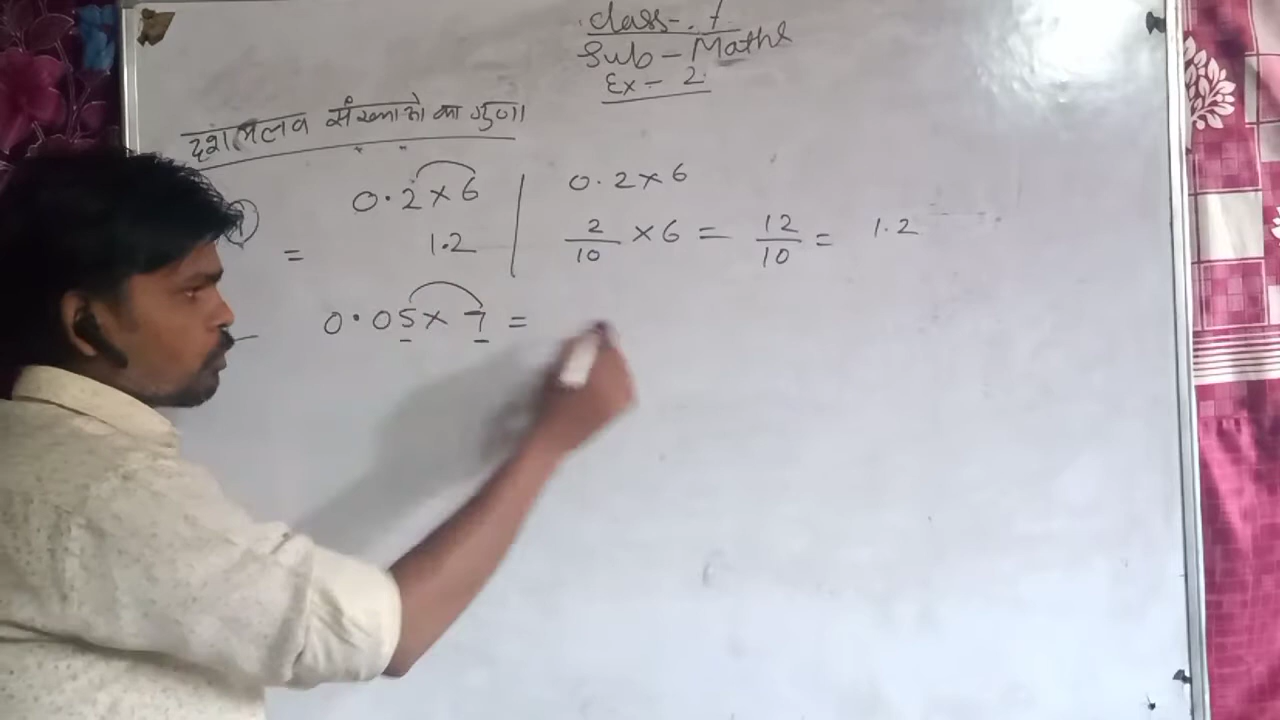 Class - 7
Sub - Maths
Ex - 2
दशमलव संख्याओ का गुणा
0.2 × 6
= 1.2
0.2 × 6
2/10 × 6 = 12/10 = 1.2
0.05 × 7 =